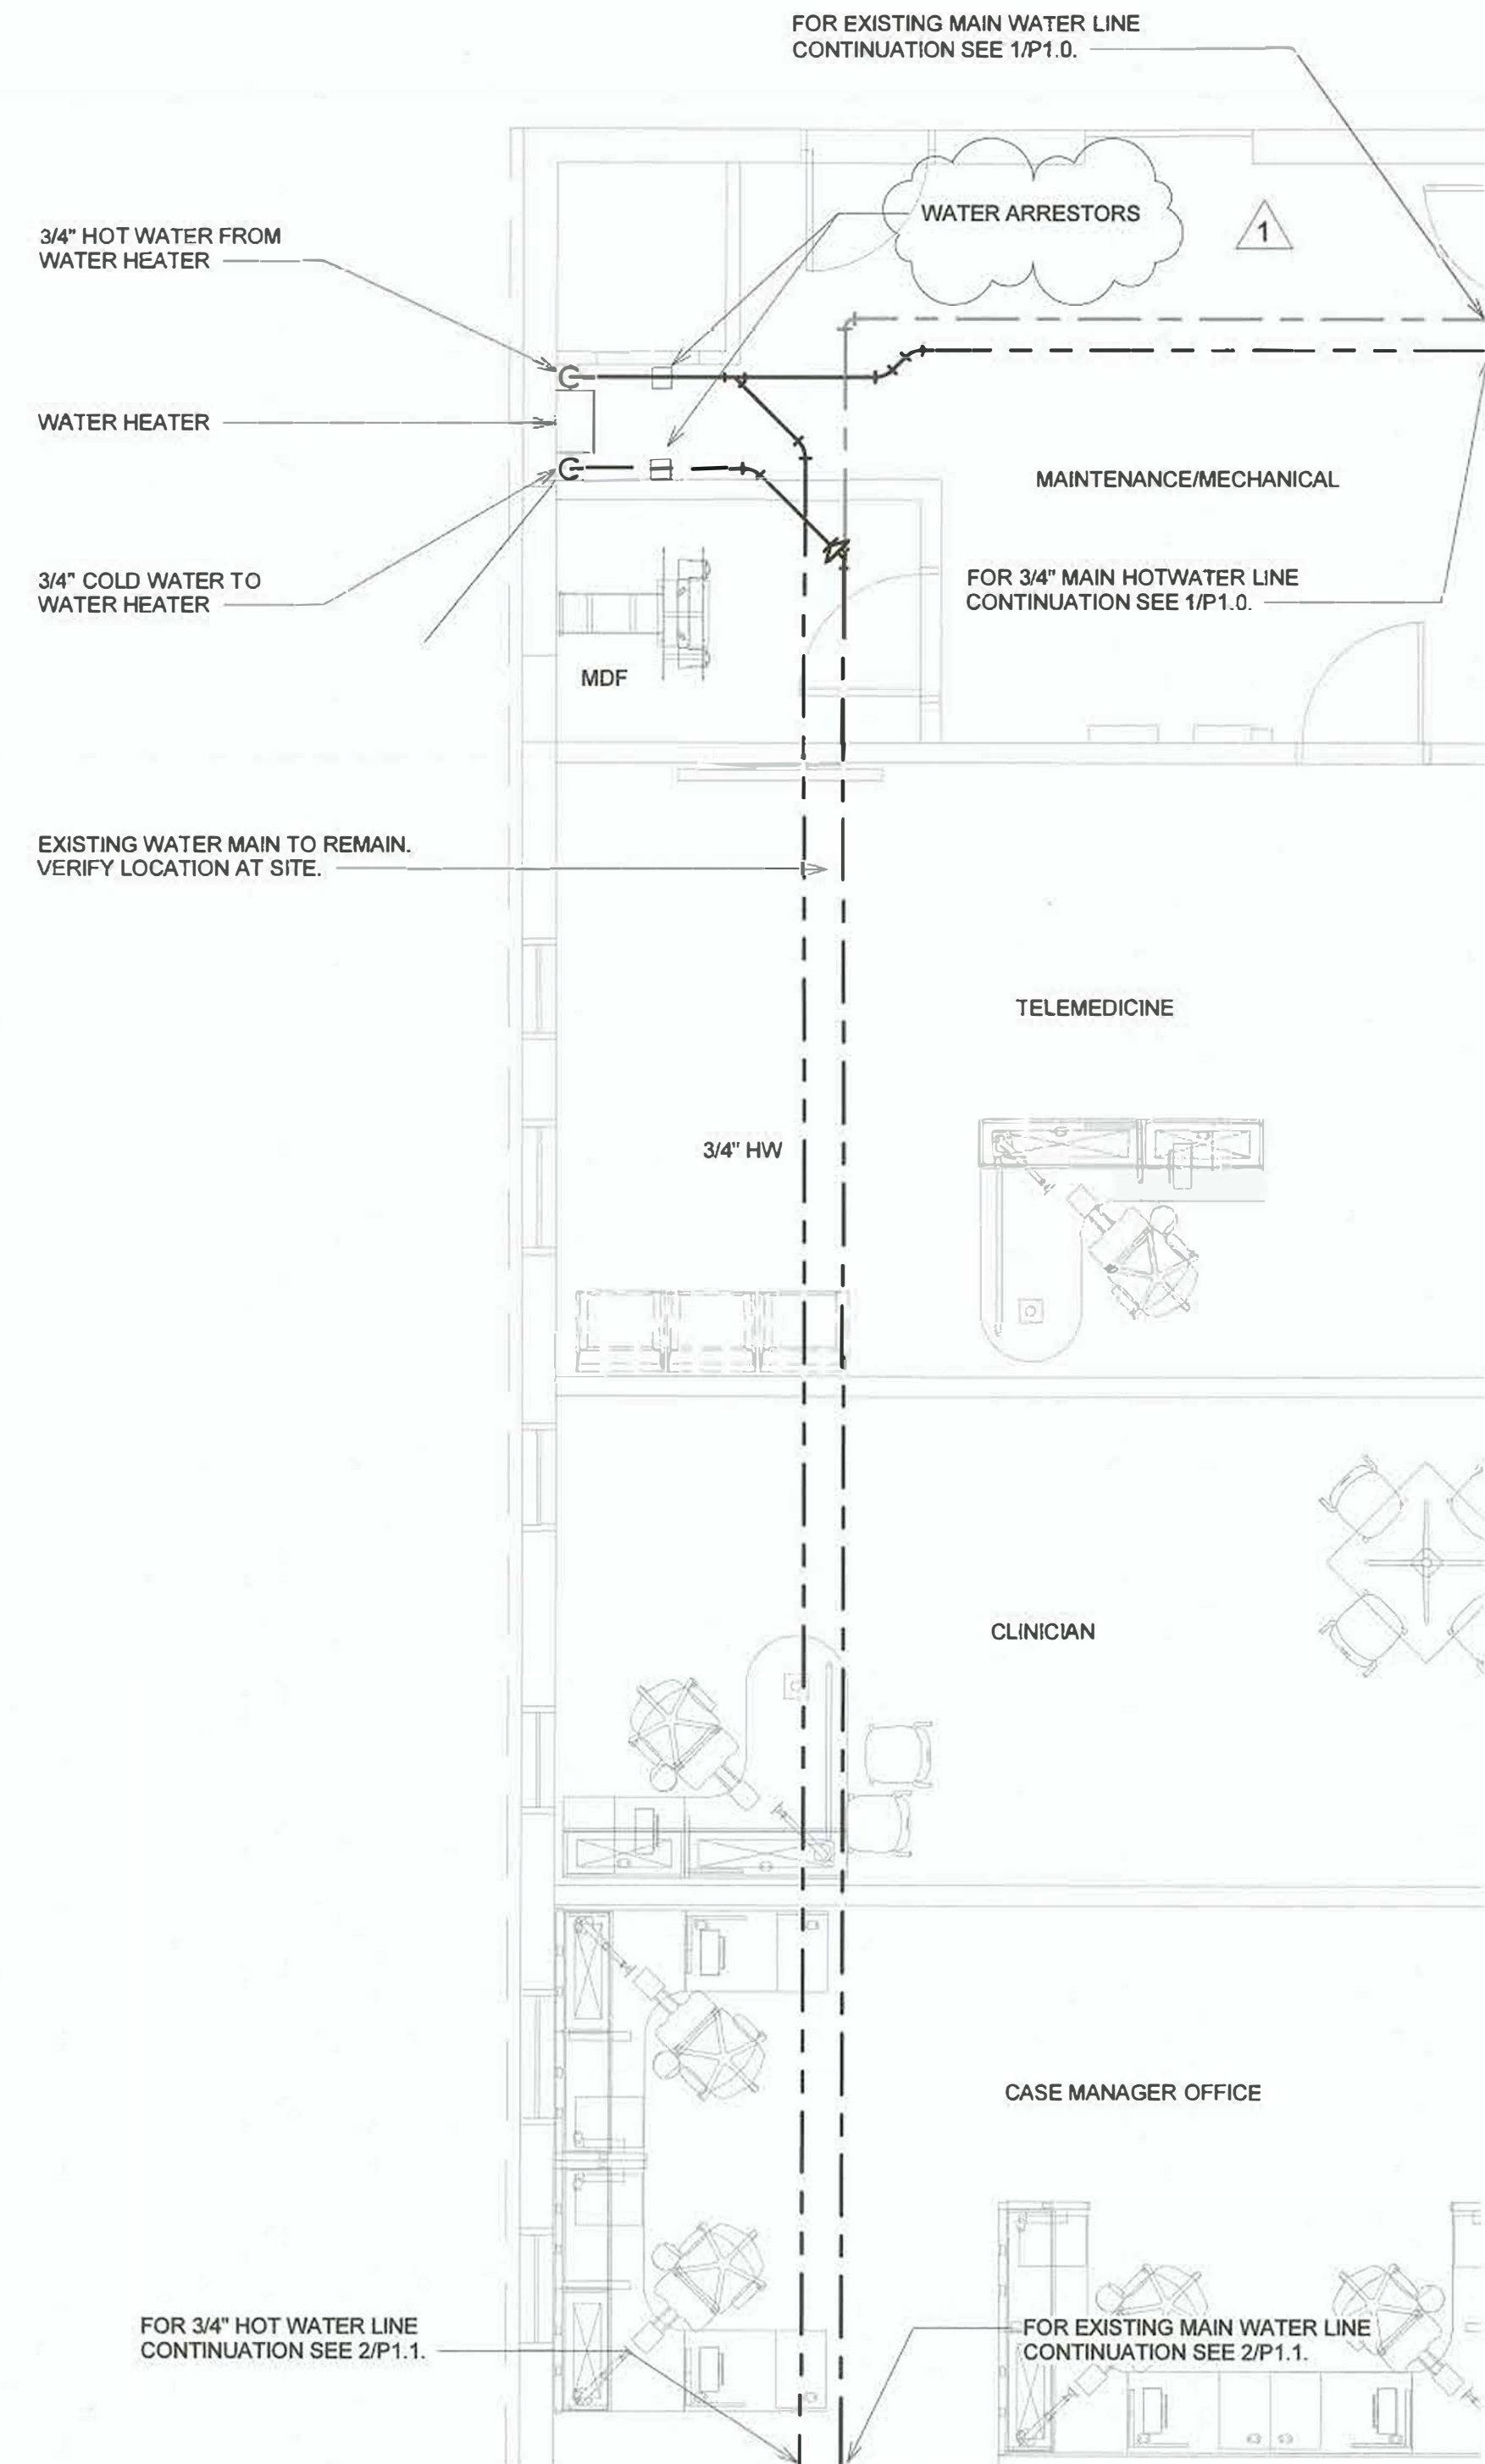 FOR EXISTING MAIN WATER LINE
CONTINUATION SEE 1/P1.0.
WATER ARRESTORS
1
3/4" HOT WATER FROM
WATER HEATER
C
WATER HEATER
C
MAINTENANCE/MECHANICAL
3/4" COLD WATER TO
WATER HEATER
FOR 3/4" MAIN HOTWATER LINE
CONTINUATION SEE 1/P1.0.
MDF
EXISTING WATER MAIN TO REMAIN.
VERIFY LOCATION AT SITE.
TELEMEDICINE
3/4" HW
CLINICIAN
CASE MANAGER OFFICE
FOR 3/4" HOT WATER LINE
CONTINUATION SEE 2/P1.1.
FOR EXISTING MAIN WATER LINE
CONTINUATION SEE 2/P1.1.